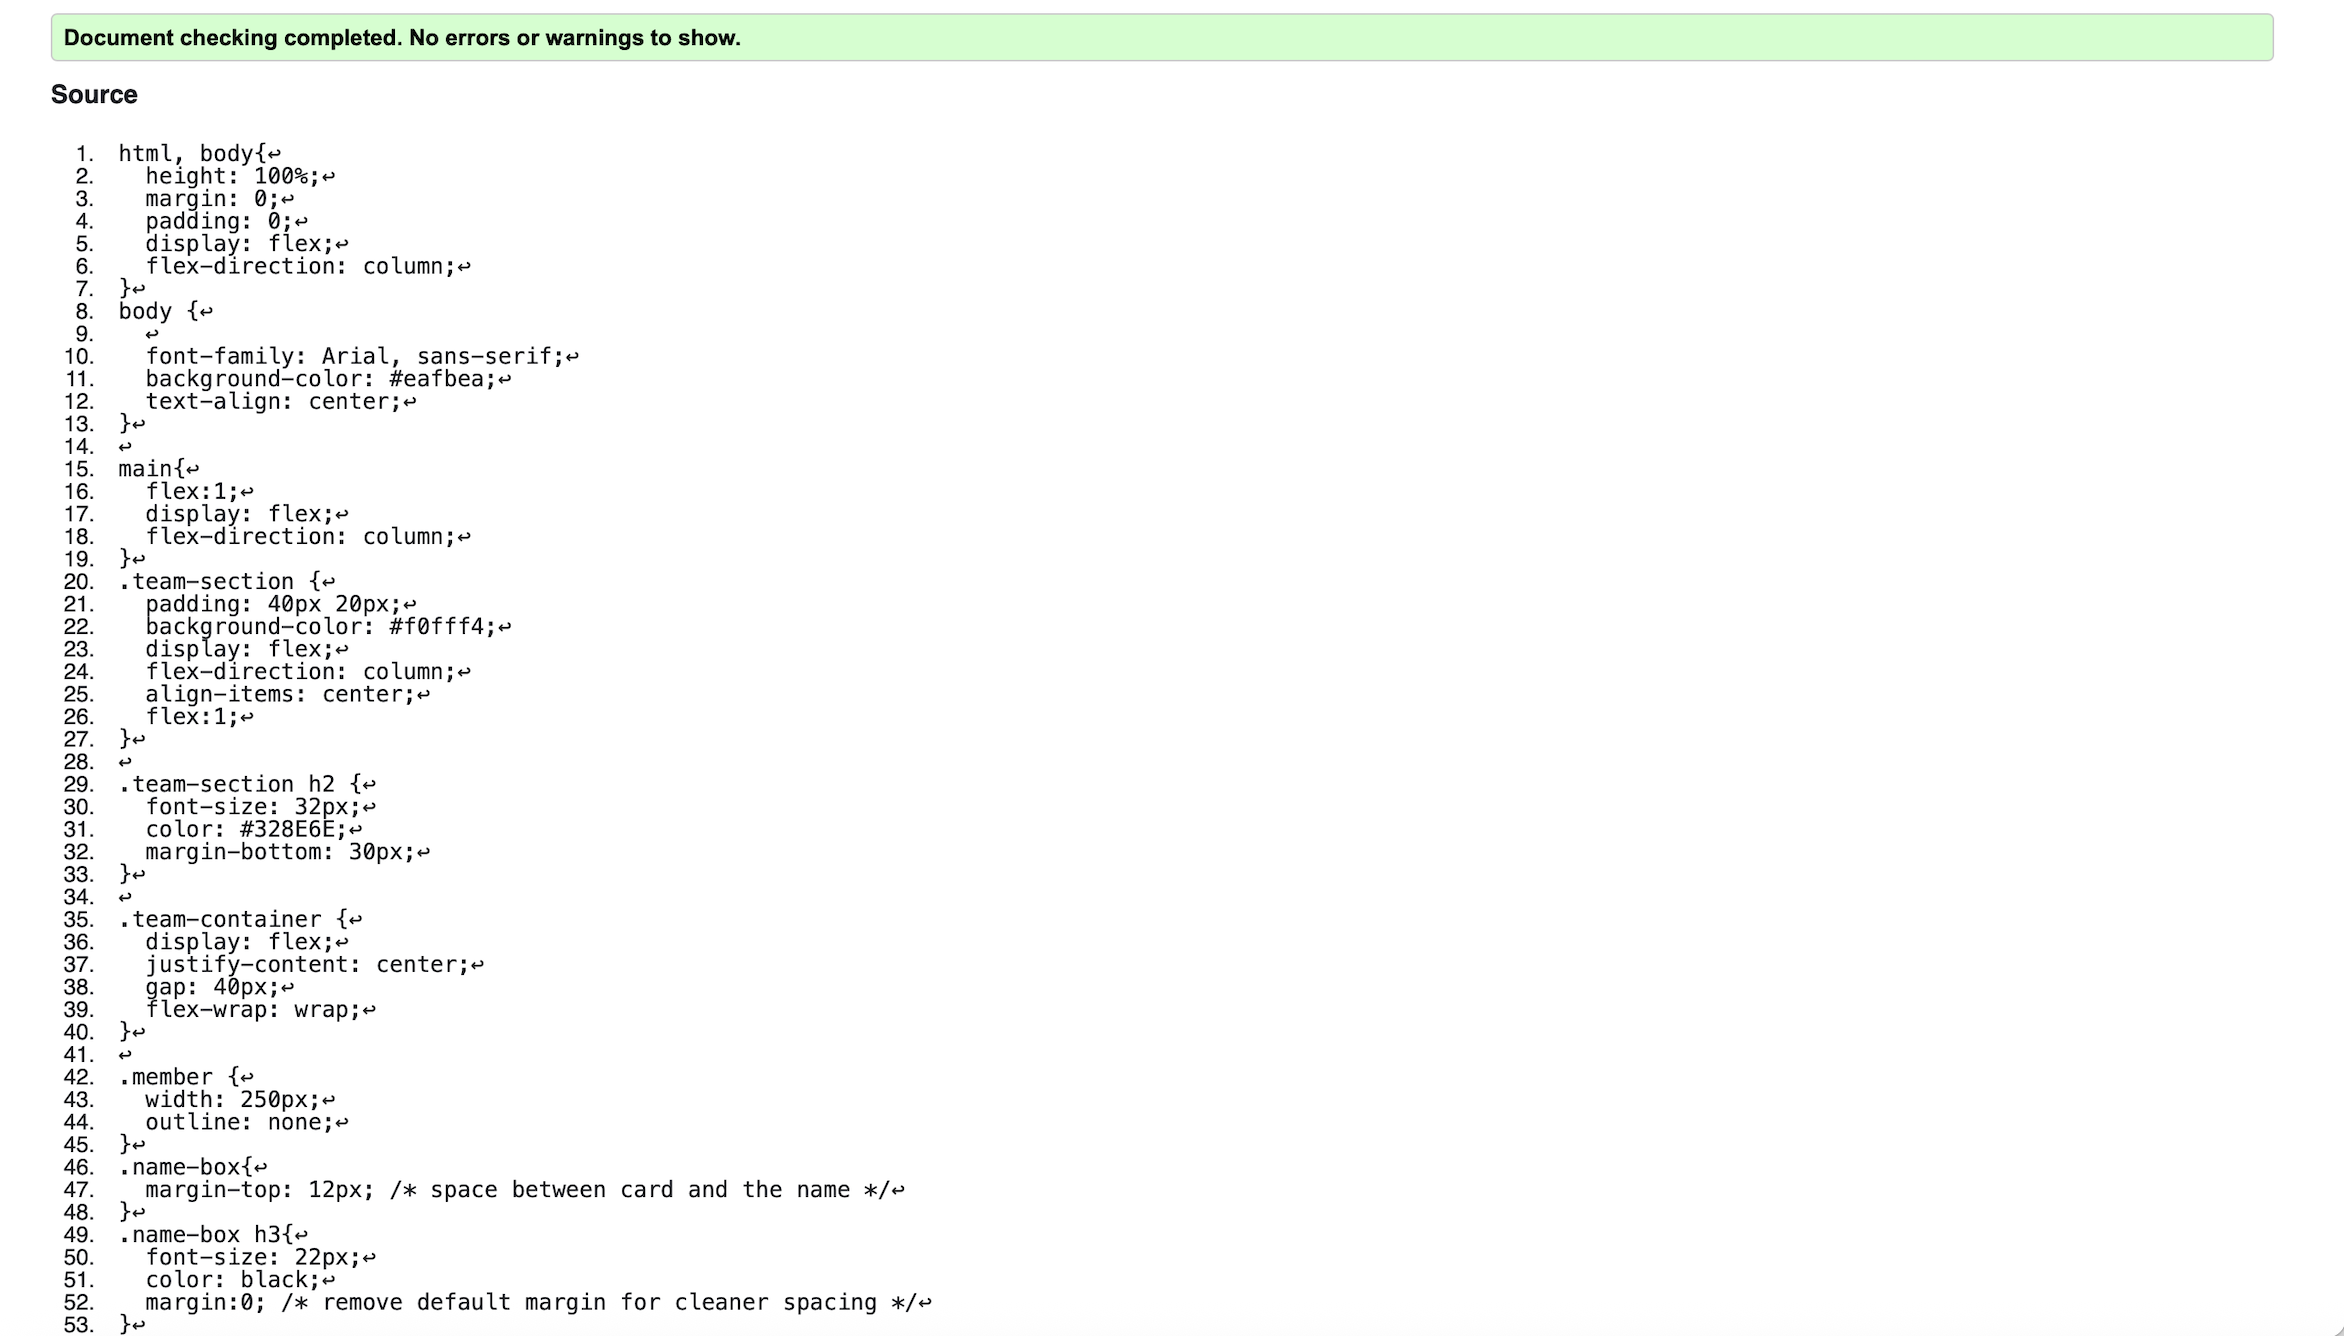 Document checking completed. No errors or warnings to show.
Source
1. html, body{↩
2.   height: 100%;↩
3.   margin: 0;↩
4.   padding: 0;↩
5.   display: flex;↩
6.   flex-direction: column;↩
7. }↩
8. body {↩
9.   ↩
10.   font-family: Arial, sans-serif;↩
11.   background-color: #eafbea;↩
12.   text-align: center;↩
13. }↩
14. ↩
15. main{↩
16.   flex:1;↩
17.   display: flex;↩
18.   flex-direction: column;↩
19. }↩
20. .team-section {↩
21.   padding: 40px 20px;↩
22.   background-color: #f0fff4;↩
23.   display: flex;↩
24.   flex-direction: column;↩
25.   align-items: center;↩
26.   flex:1;↩
27. }↩
28. ↩
29. .team-section h2 {↩
30.   font-size: 32px;↩
31.   color: #328E6E;↩
32.   margin-bottom: 30px;↩
33. }↩
34. ↩
35. .team-container {↩
36.   display: flex;↩
37.   justify-content: center;↩
38.   gap: 40px;↩
39.   flex-wrap: wrap;↩
40. }↩
41. ↩
42. .member {↩
43.   width: 250px;↩
44.   outline: none;↩
45. }↩
46. .name-box{↩
47.   margin-top: 12px; /* space between card and the name */↩
48. }↩
49. .name-box h3{↩
50.   font-size: 22px;↩
51.   color: black;↩
52.   margin:0; /* remove default margin for cleaner spacing */↩
53. }↩